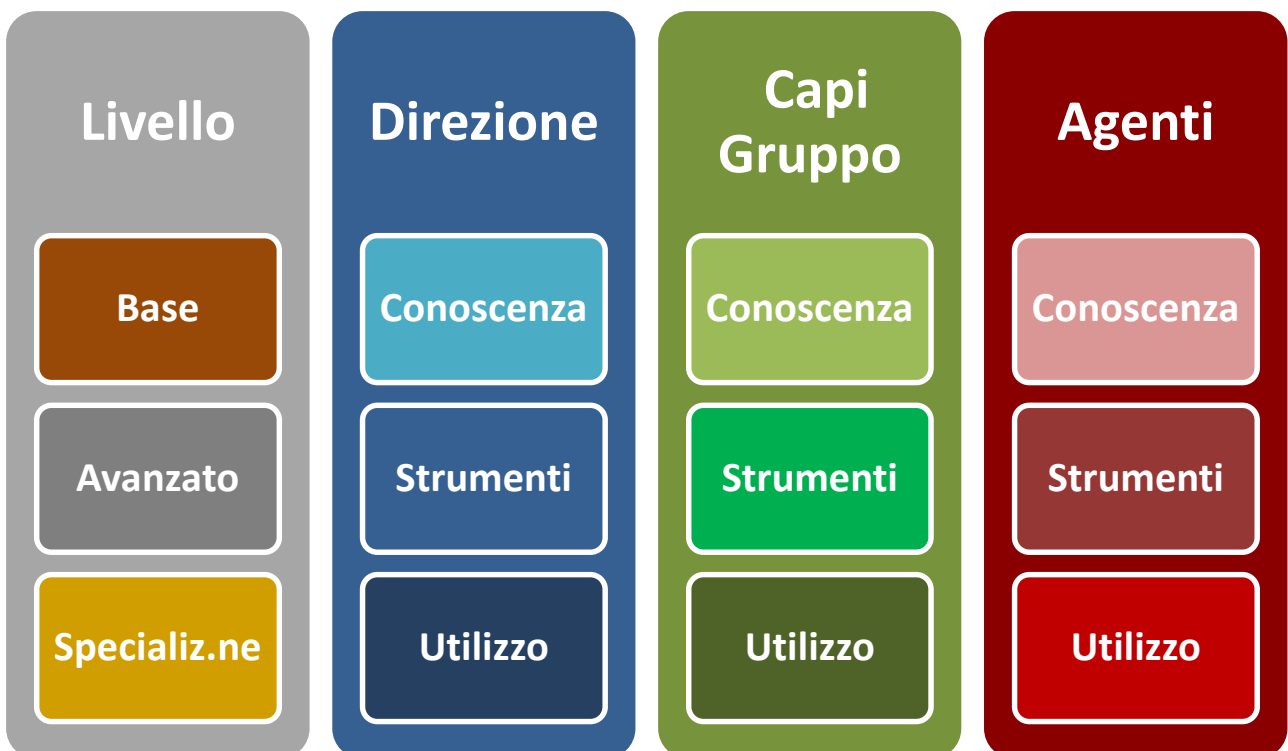 Livello
Direzione
Capi
Gruppo
Agenti
Base
Conoscenza
Conoscenza
Conoscenza
Avanzato
Strumenti
Strumenti
Strumenti
Specializ.ne
Utilizzo
Utilizzo
Utilizzo